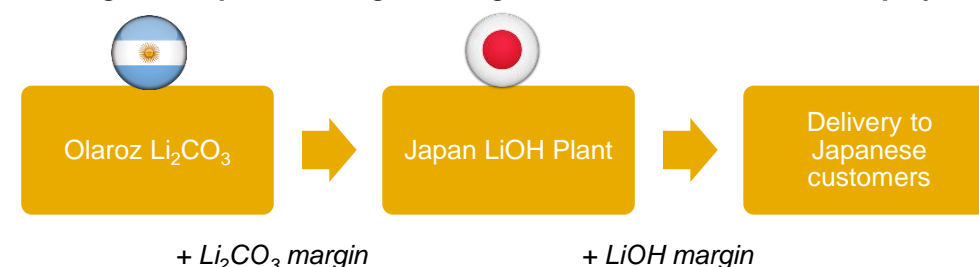 Olaroz Li₂CO₃
Japan LiOH Plant
Delivery to
Japanese
customers
+ Li₂CO₃ margin
+ LiOH margin